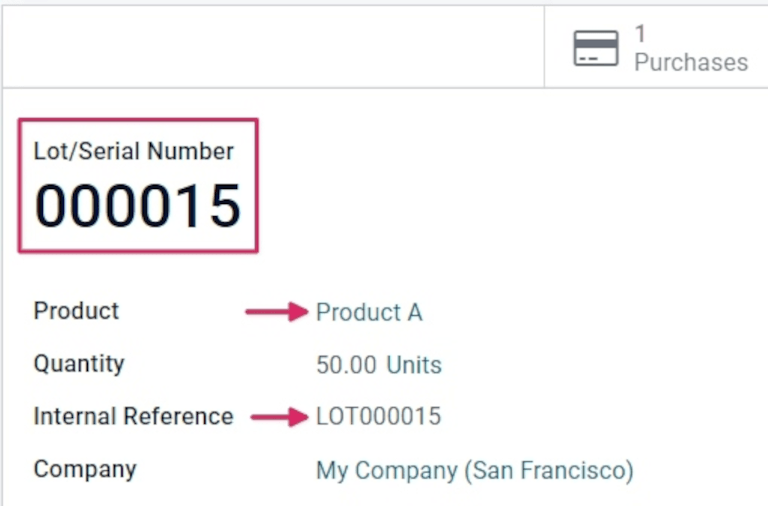 1
Purchases
Lot/Serial Number
000015
Product Product A
Quantity 50.00 Units
Internal Reference LOT000015
Company My Company (San Francisco)